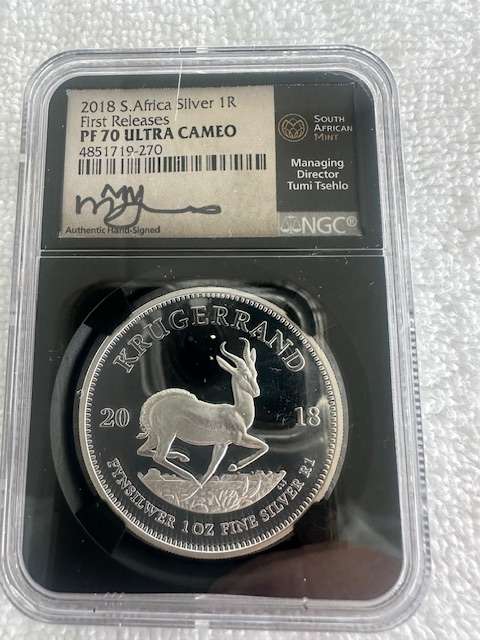 2018 S.Africa Silver 1R
First Releases
PF 70 ULTRA CAMEO
4851719-270
Authentic Hand-Signed
SOUTH
AFRICAN
MINT
Managing
Director
Tumi Tsehlo
NGC®
KRUGERRAND
20 18
FYNSILWER 1 OZ FINE SILVER R1